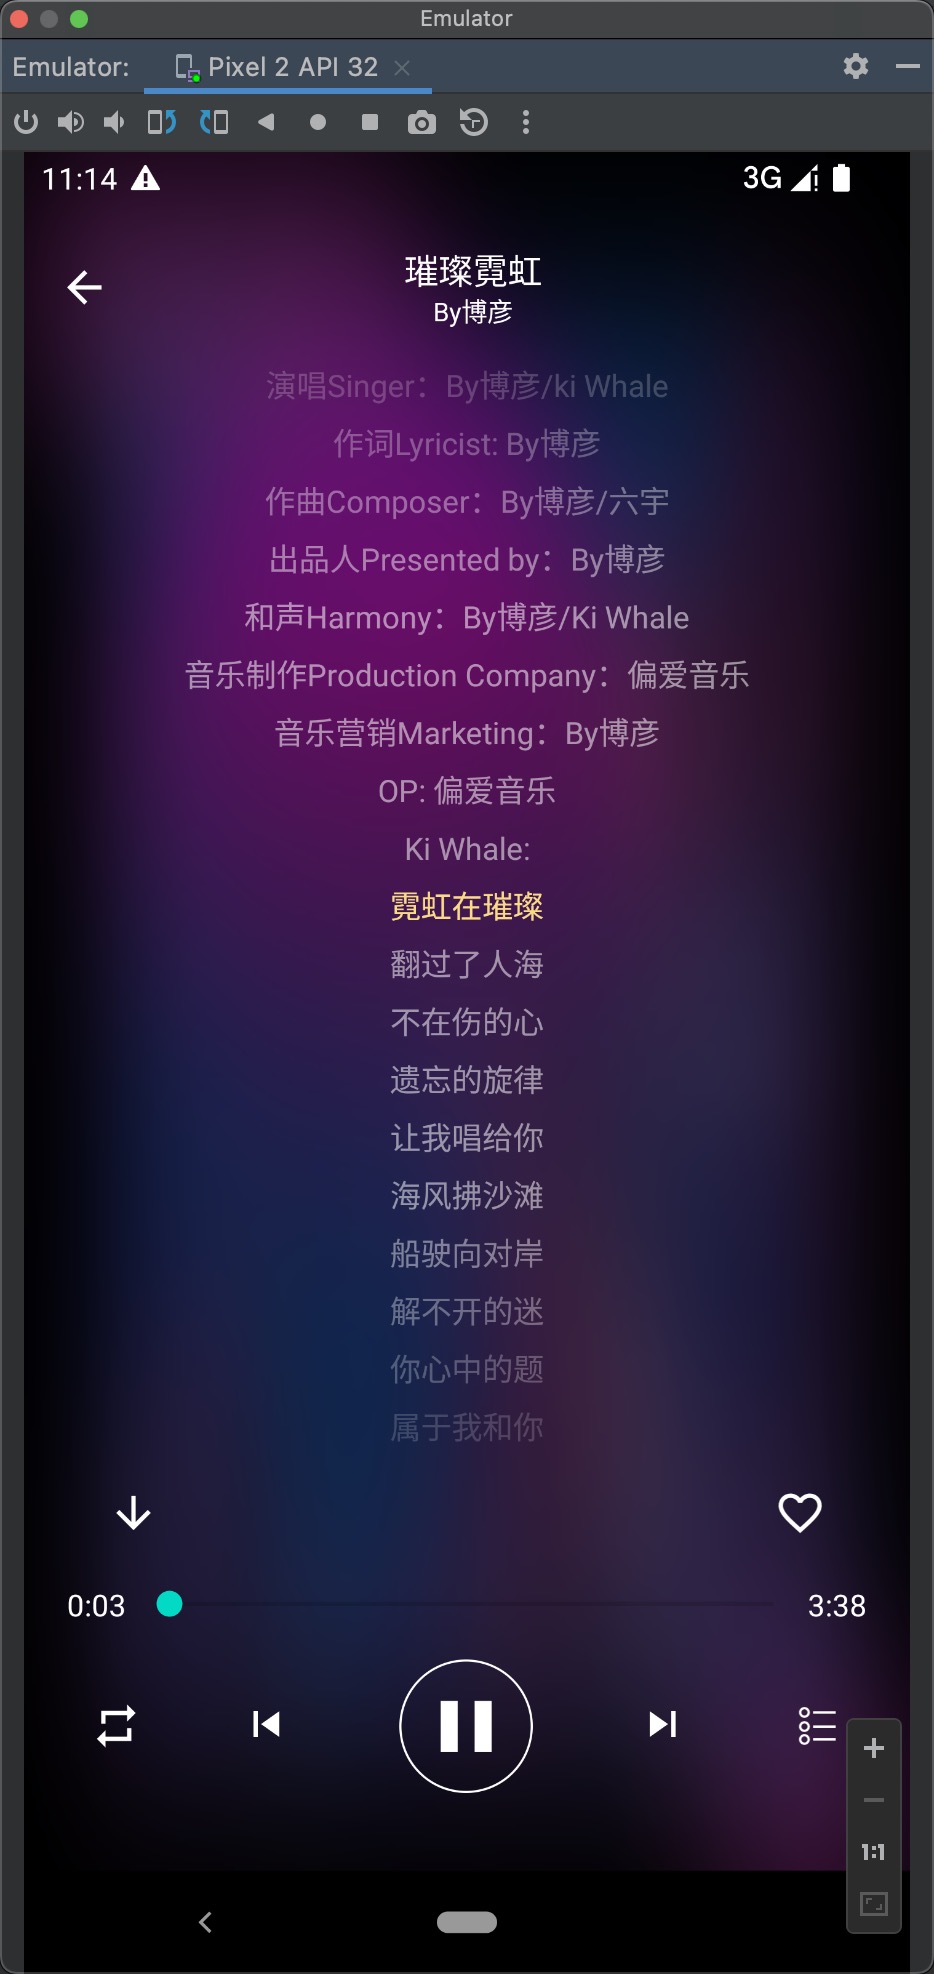 Emulator
Emulator: Pixel 2 API 32
11:14 3G
璀璨霓虹
By博彦
演唱Singer：By博彦/ki Whale
作词Lyricist: By博彦
作曲Composer：By博彦/六宇
出品人Presented by：By博彦
和声Harmony：By博彦/Ki Whale
音乐制作Production Company：偏爱音乐
音乐营销Marketing：By博彦
OP: 偏爱音乐
Ki Whale:
霓虹在璀璨
翻过了人海
不在伤的心
遗忘的旋律
让我唱给你
海风拂沙滩
船驶向对岸
解不开的迷
你心中的题
属于我和你
0:03 3:38
1:1